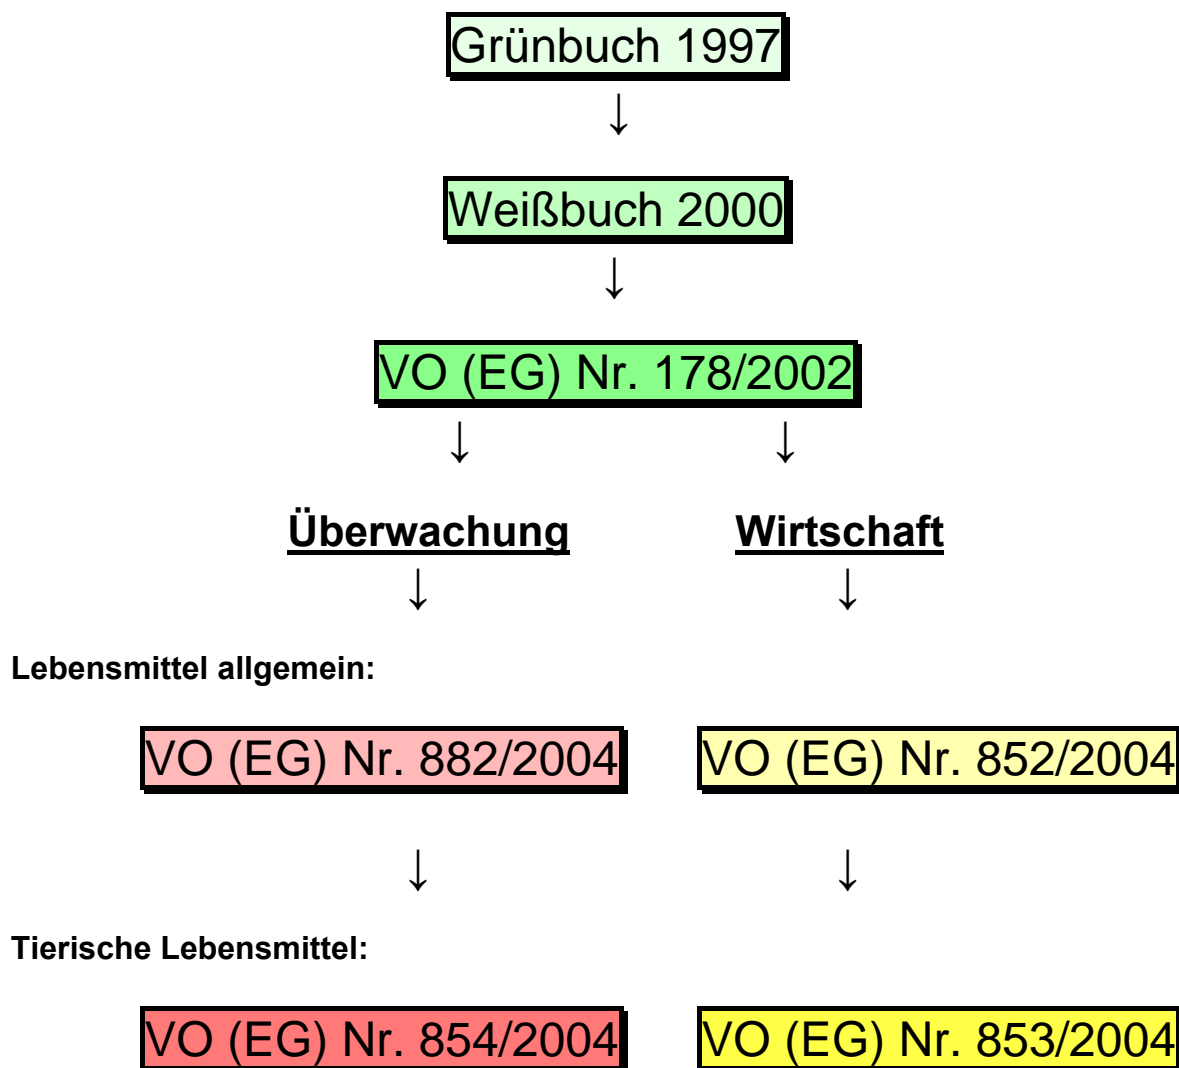 Grünbuch 1997
↓
Weißbuch 2000
↓
VO (EG) Nr. 178/2002
↓ ↓
Überwachung Wirtschaft
↓ ↓
Lebensmittel allgemein:
VO (EG) Nr. 882/2004 VO (EG) Nr. 852/2004
↓ ↓
Tierische Lebensmittel:
VO (EG) Nr. 854/2004 VO (EG) Nr. 853/2004